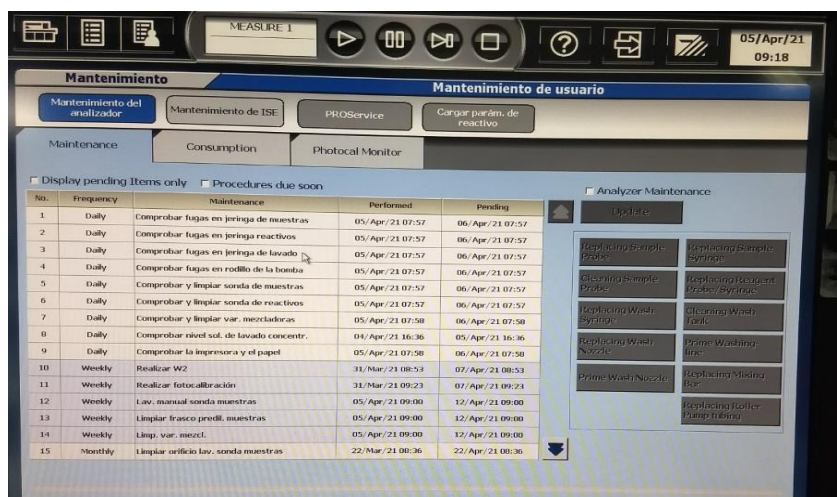 MEASURE 1
05/Apr/21
09:18
Mantenimiento
Mantenimiento de usuario
Mantenimiento del analizador
Mantenimiento de ISE
PROService
Cargar parám. de reactivo
Maintenance
Consumption
Photocal Monitor
Display pending Items only
Procedures due soon
Analyzer Maintenance
Update
No. Frequency Maintenance Performed Pending
1 Daily Comprobar fugas en jeringa de muestras 05/Apr/21 07:57 06/Apr/21 07:57
2 Daily Comprobar fugas en jeringa reactivos 05/Apr/21 07:57 06/Apr/21 07:57
3 Daily Comprobar fugas en jeringa de lavado 05/Apr/21 07:57 06/Apr/21 07:57
4 Daily Comprobar fugas en rodillo de la bomba 05/Apr/21 07:57 06/Apr/21 07:57
5 Daily Comprobar y limpiar sonda de muestras 05/Apr/21 07:57 06/Apr/21 07:57
6 Daily Comprobar y limpiar sonda de reactivos 05/Apr/21 07:57 06/Apr/21 07:57
7 Daily Comprobar y limpiar var. mezcladoras 05/Apr/21 07:58 06/Apr/21 07:58
8 Daily Comprobar nivel sol. de lavado concentr. 04/Apr/21 16:36 05/Apr/21 16:36
9 Daily Comprobar la impresora y el papel 05/Apr/21 07:58 06/Apr/21 07:58
10 Weekly Realizar W2 31/Mar/21 08:53 07/Apr/21 08:53
11 Weekly Realizar fotocalibración 31/Mar/21 09:23 07/Apr/21 09:23
12 Weekly Lav. manual sonda muestras 05/Apr/21 09:00 12/Apr/21 09:00
13 Weekly Limpiar frasco predil. muestras 05/Apr/21 09:00 12/Apr/21 09:00
14 Weekly Limp. var. mezcl. 05/Apr/21 09:00 12/Apr/21 09:00
15 Monthly Limpiar orificio lav. sonda muestras 22/Mar/21 08:36 22/Apr/21 08:36
Replacing Sample Probe
Replacing Sample Syringe
Cleaning Sample Probe
Replacing Reagent Probe/Syringe
Replacing Wash Syringe
Cleaning Wash Tank
Replacing Wash Nozzle
Prime Washing line
Prime Wash Nozzle
Replacing Mixing Bar
Replacing Roller Pump tubing